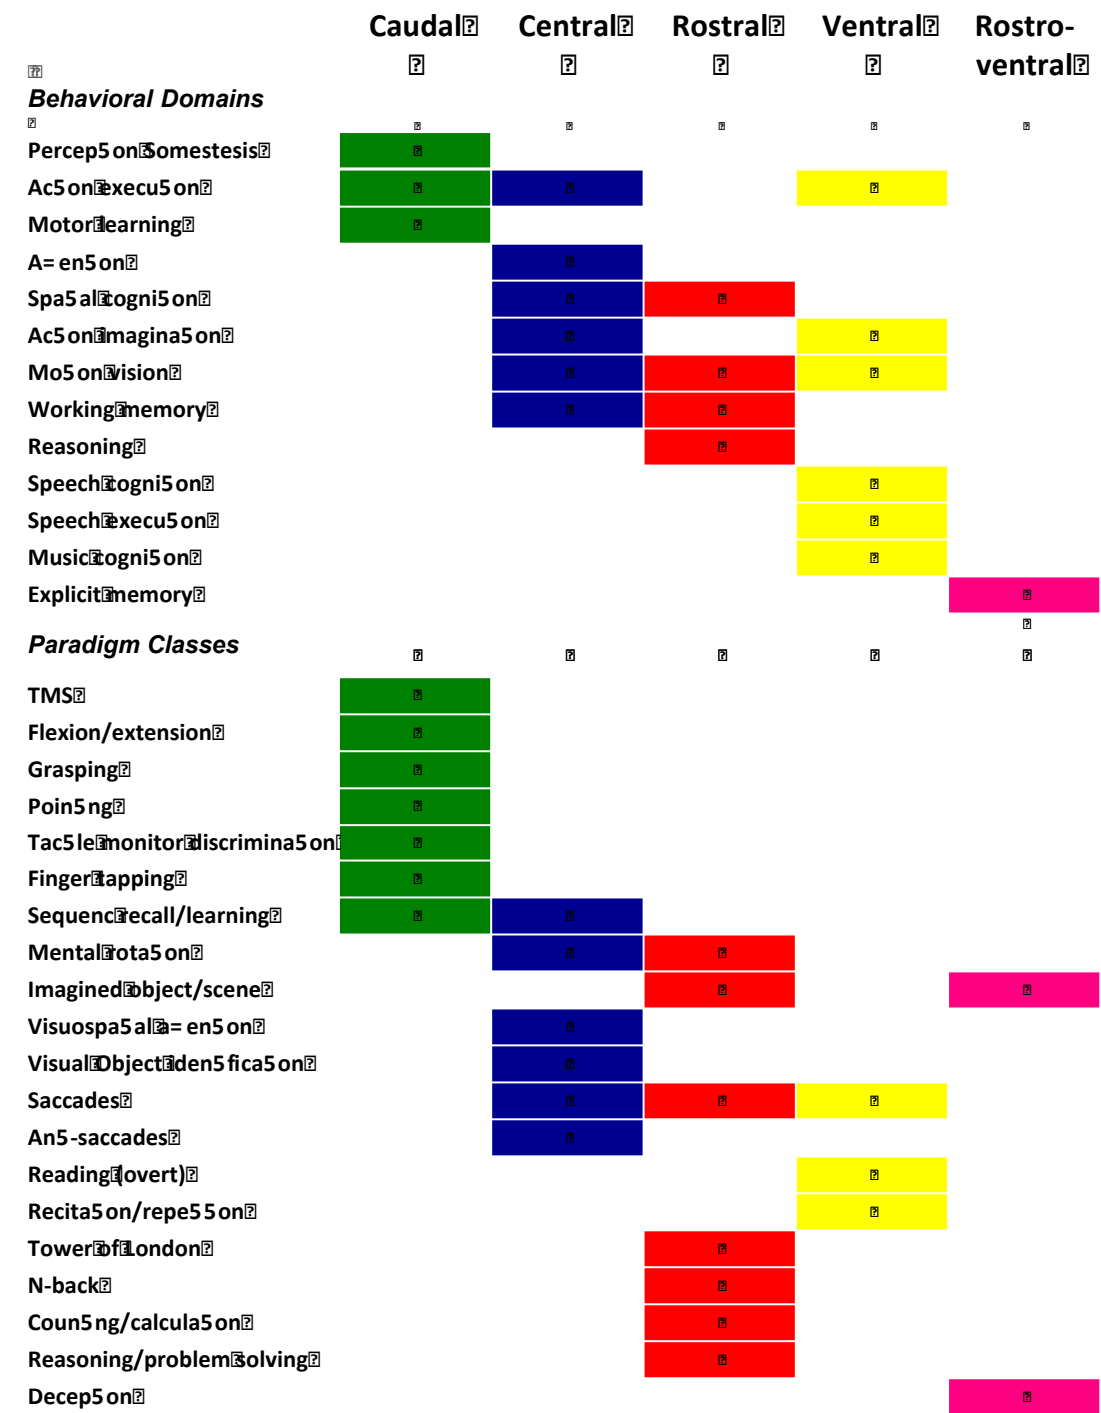 Caudal⍰ Central⍰ Rostral⍰ Ventral⍰ Rostro-
⍰ ⍰ ⍰ ⍰ ventral⍰
⍰⍰
Behavioral Domains
⍰ ⍰ ⍰ ⍰ ⍰ ⍰
Percep5on⍰Somestesis⍰ ⍰
Ac5on⍰execu5on⍰ ⍰ ⍰ ⍰
Motor⍰learning⍰ ⍰
A=en5on⍰ ⍰
Spa5al⍰cogni5on⍰ ⍰ ⍰
Ac5on⍰imagina5on⍰ ⍰ ⍰
Mo5on⍰vision⍰ ⍰ ⍰ ⍰
Working⍰memory⍰ ⍰ ⍰
Reasoning⍰ ⍰
Speech⍰cogni5on⍰ ⍰
Speech⍰execu5on⍰ ⍰
Music⍰cogni5on⍰ ⍰
Explicit⍰memory⍰ ⍰
⍰
Paradigm Classes ⍰ ⍰ ⍰ ⍰ ⍰
TMS⍰ ⍰
Flexion/extension⍰ ⍰
Grasping⍰ ⍰
Poin5ng⍰ ⍰
Tac5le⍰monitor⍰discrimina5on⍰ ⍰
Finger⍰tapping⍰ ⍰
Sequenc⍰recall/learning⍰ ⍰ ⍰
Mental⍰rota5on⍰ ⍰ ⍰
Imagined⍰object/scene⍰ ⍰ ⍰
Visuospa5al⍰a=en5on⍰ ⍰
Visual⍰Object⍰iden5fica5on⍰ ⍰
Saccades⍰ ⍰ ⍰ ⍰
An5-saccades⍰ ⍰
Reading⍰(overt)⍰ ⍰
Recita5on/repe55on⍰ ⍰
Tower⍰of⍰London⍰ ⍰
N-back⍰ ⍰
Coun5ng/calcula5on⍰ ⍰
Reasoning/problem⍰solving⍰ ⍰
Decep5on⍰ ⍰